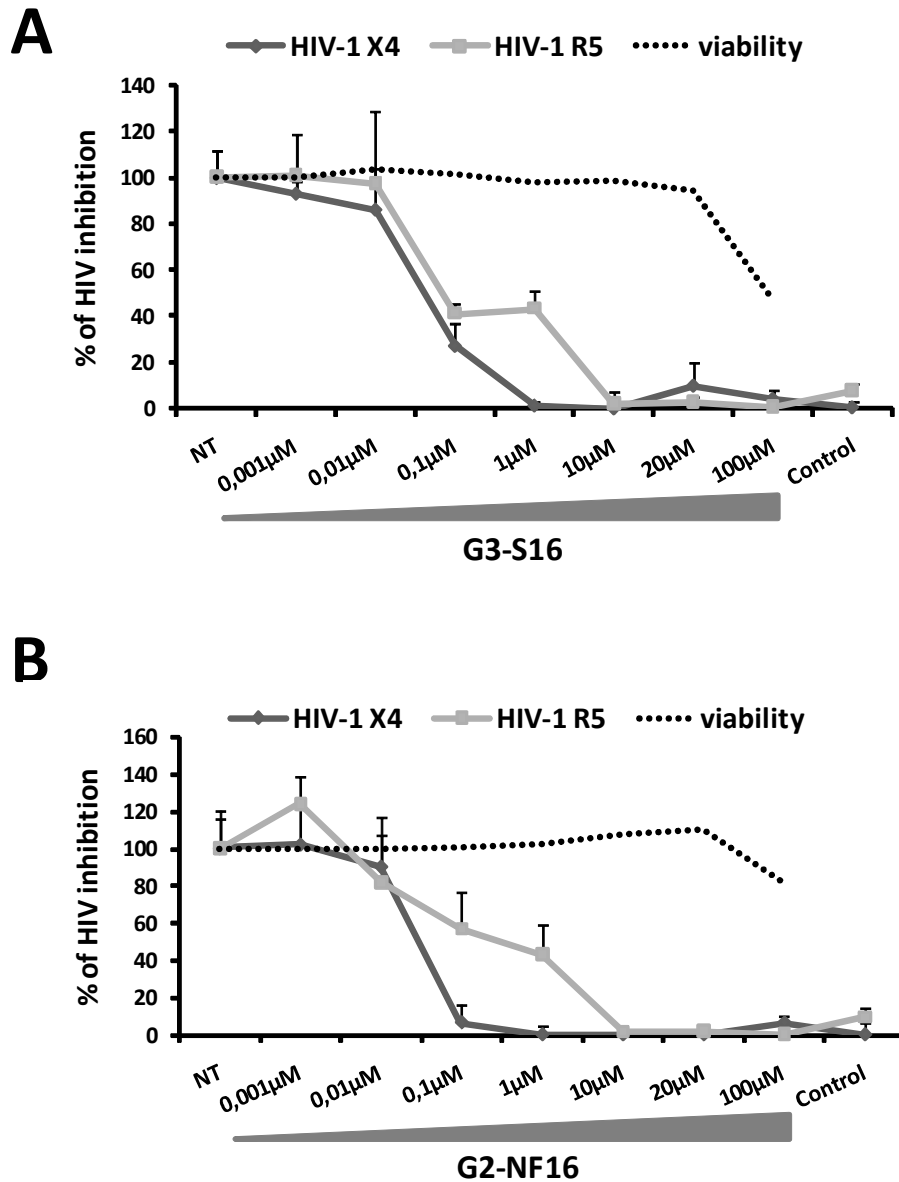 A
HIV-1 X4 HIV-1 R5 viability
% of HIV inhibition
140
120
100
80
60
40
20
0
NT 0,001µM 0,01µM 0,1µM 1µM 10µM 20µM 100µM Control
G3-S16
B
HIV-1 X4 HIV-1 R5 viability
% of HIV inhibition
160
140
120
100
80
60
40
20
0
NT 0,001µM 0,01µM 0,1µM 1µM 10µM 20µM 100µM Control
G2-NF16